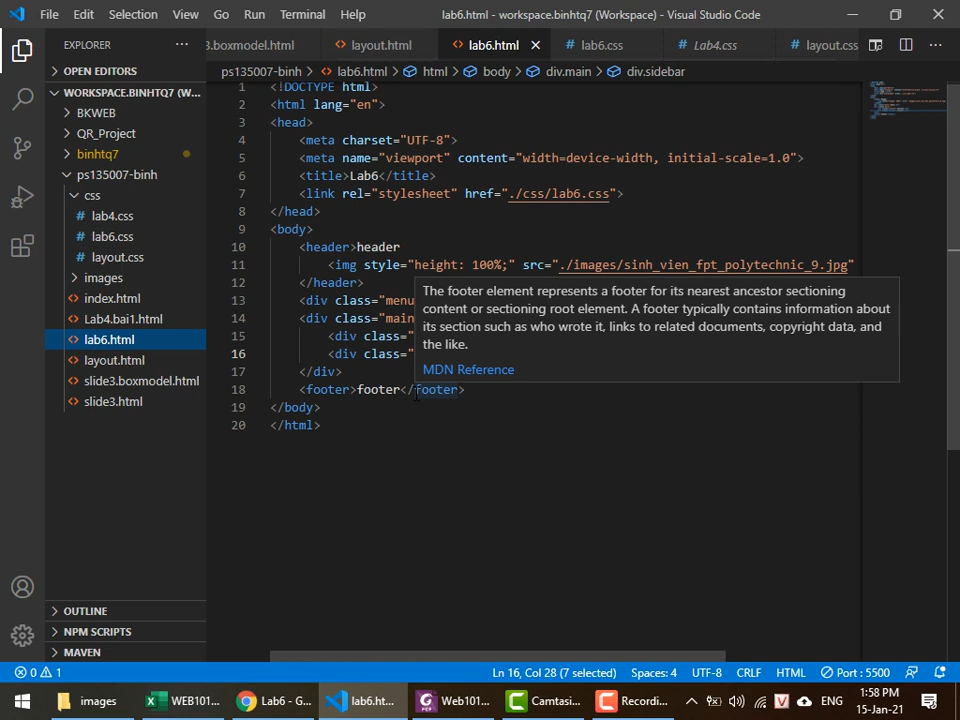 File Edit Selection View Go Run Terminal Help lab6.html - workspace.binhtq7 (Workspace) - Visual Studio Code
EXPLORER ··· 3.boxmodel.html layout.html lab6.html lab6.css Lab4.css layout.css ···
OPEN EDITORS
ps135007-binh > lab6.html > html > body > div.main > div.sidebar
WORKSPACE.BINHTQ7 (W...
BKWEB
QR_Project
binhtq7
ps135007-binh
css
lab4.css
lab6.css
layout.css
images
index.html
Lab4.bai1.html
lab6.html
layout.html
slide3.boxmodel.html
slide3.html
OUTLINE
NPM SCRIPTS
MAVEN
1 <!DOCTYPE html>
2 <html lang="en">
3 <head>
4 <meta charset="UTF-8">
5 <meta name="viewport" content="width=device-width, initial-scale=1.0">
6 <title>Lab6</title>
7 <link rel="stylesheet" href="./css/lab6.css">
8 </head>
9 <body>
10 <header>header
11 <img style="height: 100%;" src="./images/sinh_vien_fpt_polytechnic_9.jpg"
12 </header>
13 <div class="menu
14 <div class="main
15 <div class="
16 <div class="
17 </div>
18 <footer>footer</footer>
19 </body>
20 </html>
The footer element represents a footer for its nearest ancestor sectioning
content or sectioning root element. A footer typically contains information about
its section such as who wrote it, links to related documents, copyright data, and
the like.
MDN Reference
0 1 Ln 16, Col 28 (7 selected) Spaces: 4 UTF-8 CRLF HTML Port : 5500
images WEB101... Lab6 - G... lab6.ht... Web101... Camtasi... Recordi... ENG
1:58 PM
15-Jan-21